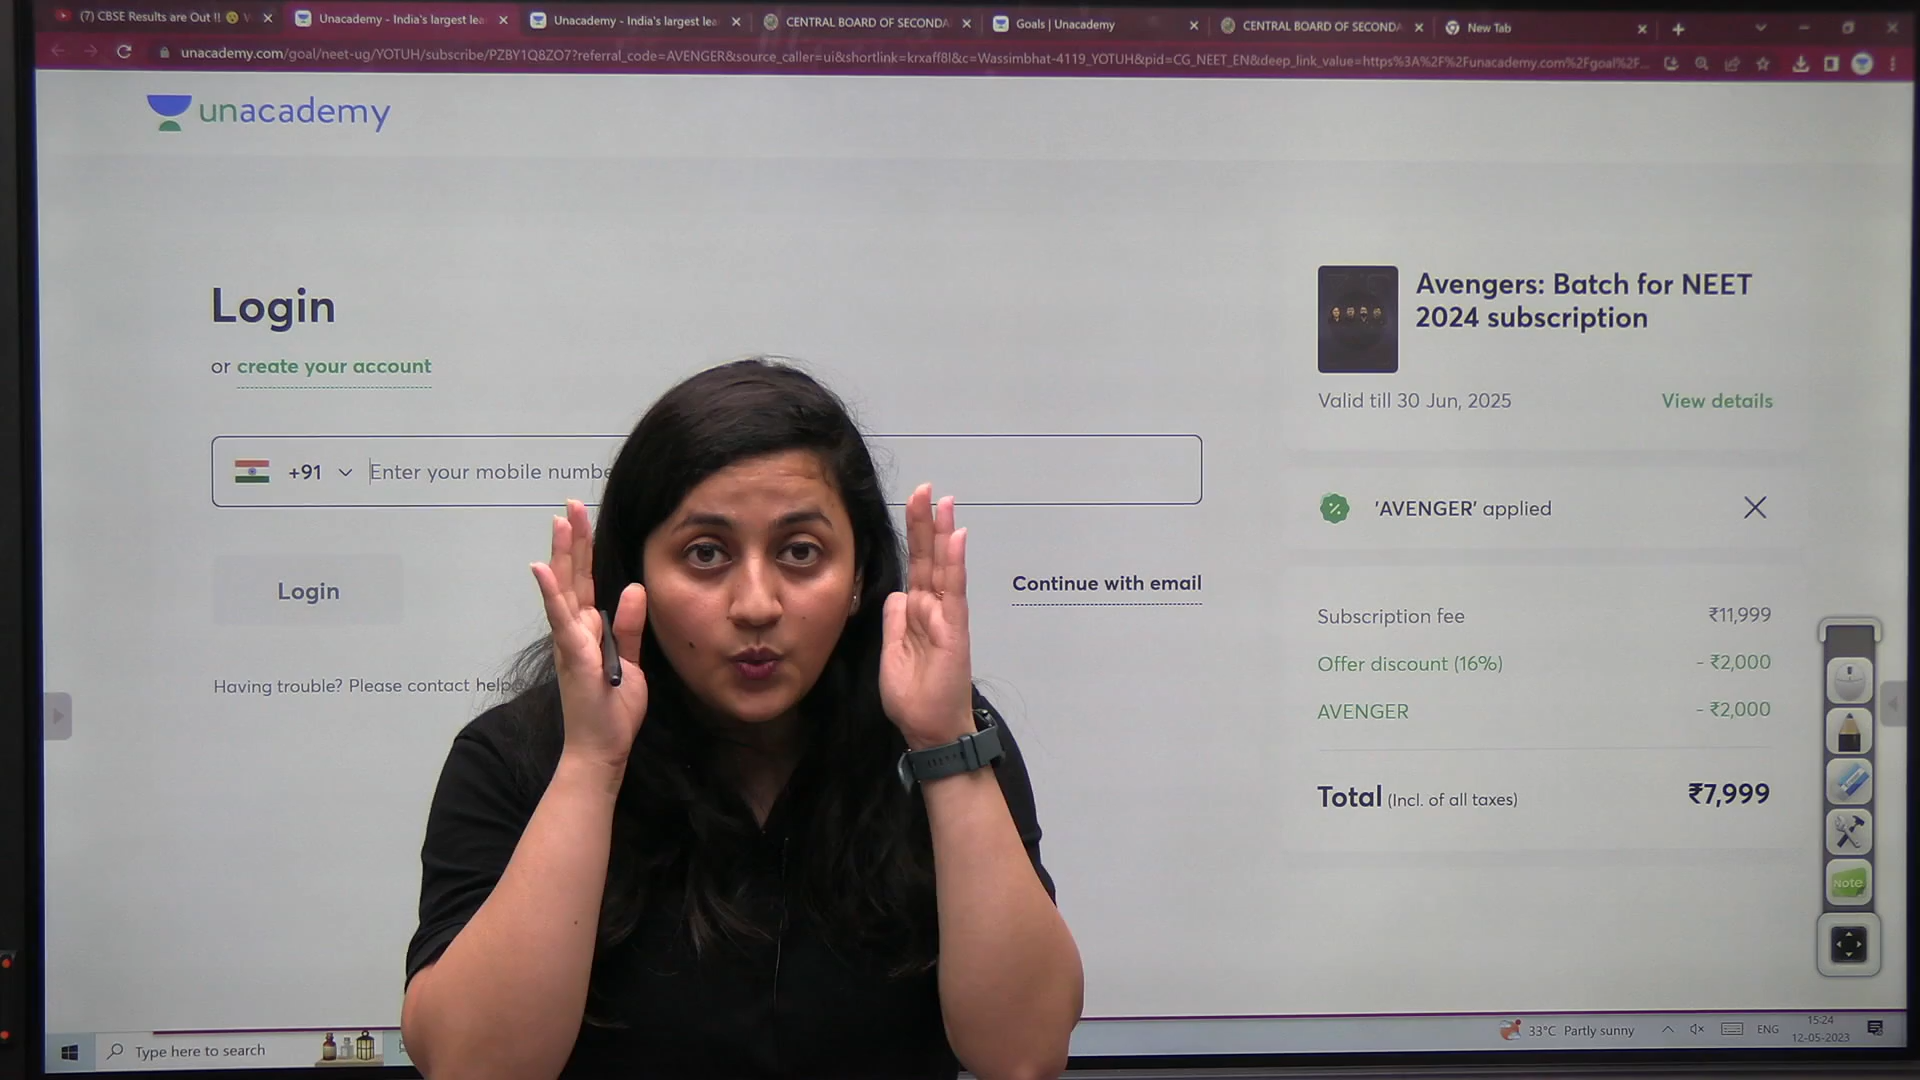 (7) CBSE Results are Out !!
Unacademy - India's largest lea
Unacademy - India's largest lea
CENTRAL BOARD OF SECONDA
Goals | Unacademy
CENTRAL BOARD OF SECONDA
New Tab
unacademy.com/goal/neet-ug/YOTUH/subscribe/PZBY1Q8ZO7?referral_code=AVENGER&source_caller=ui&shortlink=krxaff8l&c=Wassimbhat-4119_YOTUH&pid=CG_NEET_EN&deep_link_value=https%3A%2F%2Funacademy.com%2Fgoal%2F...
unacademy
Login
or create your account
+91 Enter your mobile numbe
Login
Continue with email
Having trouble? Please contact help@
Avengers: Batch for NEET
2024 subscription
Valid till 30 Jun, 2025 View details
'AVENGER' applied
Subscription fee ₹11,999
Offer discount (16%) - ₹2,000
AVENGER - ₹2,000
Total (Incl. of all taxes) ₹7,999
Note
Type here to search
33°C Partly sunny
ENG
15:24
12-05-2023